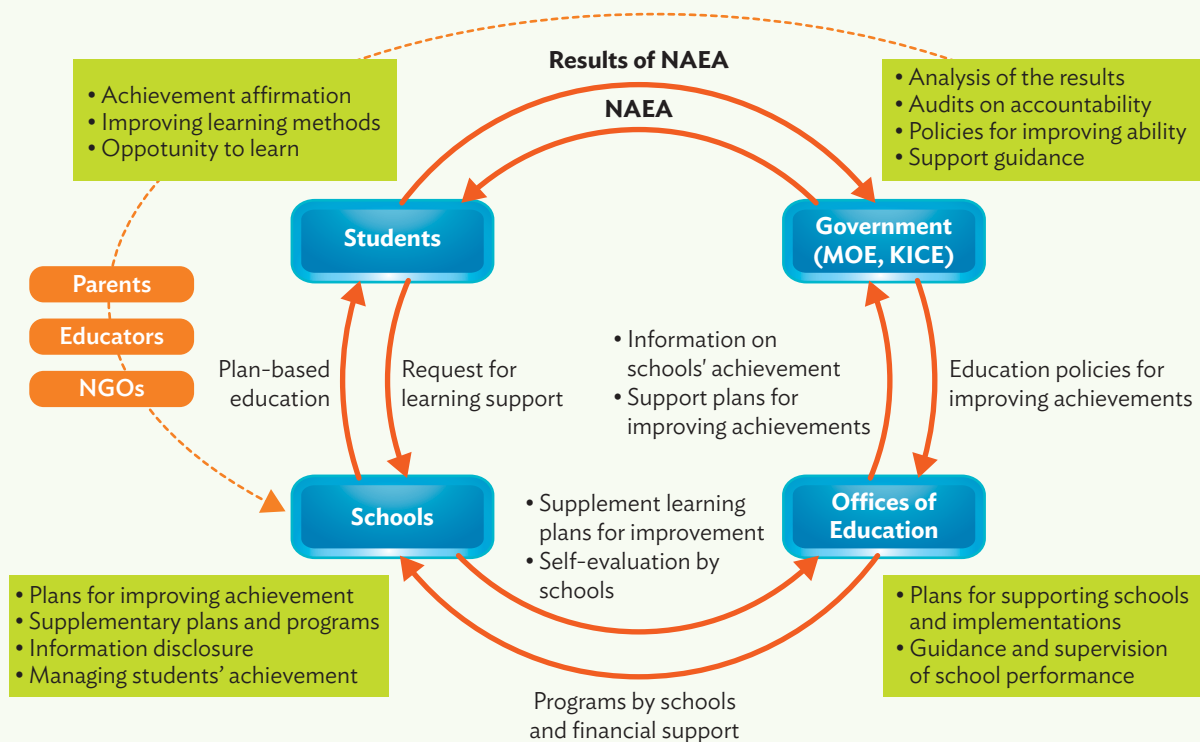 Results of NAEA
NAEA
• Achievement affirmation
• Improving learning methods
• Oppotunity to learn
• Analysis of the results
• Audits on accountability
• Policies for improving ability
• Support guidance
Students
Government
(MOE, KICE)
Parents
Educators
NGOs
Plan-based
education
Request for
learning support
• Information on
schools' achievement
• Support plans for
improving achievements
Education policies for
improving achievements
Schools
• Supplement learning
plans for improvement
• Self-evaluation by
schools
Offices of
Education
• Plans for improving achievement
• Supplementary plans and programs
• Information disclosure
• Managing students' achievement
• Plans for supporting schools
and implementations
• Guidance and supervision
of school performance
Programs by schools
and financial support